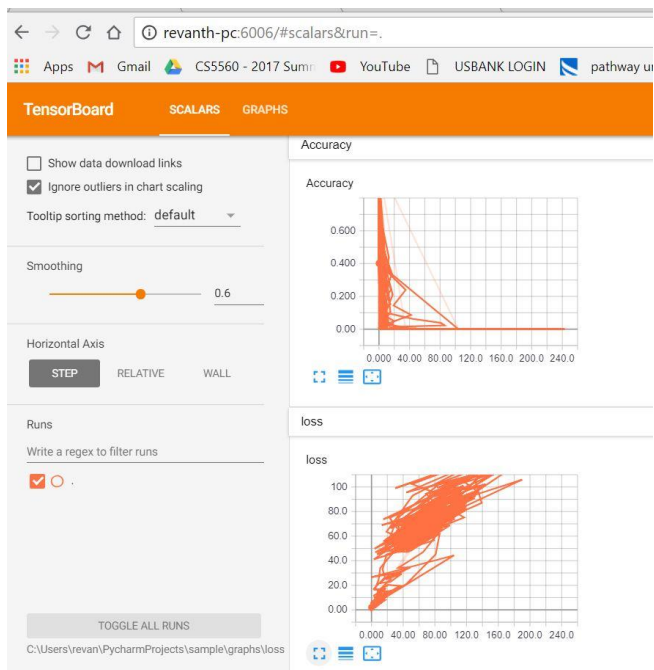 revanth-pc:6006/#scalars&run=.
Apps Gmail CS5560 - 2017 Sum YouTube USBANK LOGIN pathway u
TensorBoard SCALARS GRAPHS
Show data download links
Ignore outliers in chart scaling
Tooltip sorting method: default
Smoothing
0.6
Horizontal Axis
STEP RELATIVE WALL
Runs
Write a regex to filter runs
.
TOGGLE ALL RUNS
C:\Users\revan\PycharmProjects\sample\graphs\loss
Accuracy
Accuracy
0.600
0.400
0.200
0.00
0.000 40.00 80.00 120.0 160.0 200.0 240.0
loss
loss
100
80.0
60.0
40.0
20.0
0.00
0.000 40.00 80.00 120.0 160.0 200.0 240.0